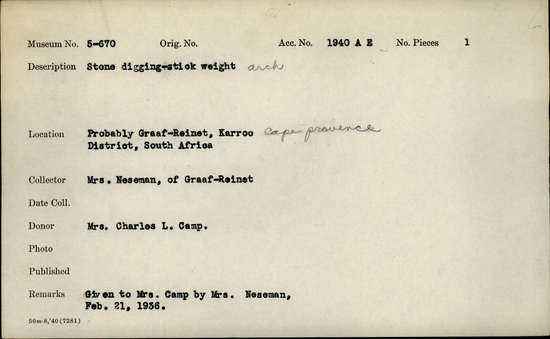 Museum No. 5-670 Orig. No. Acc. No. 1940 A E No. Pieces 1
Description Stone digging-stick weight arch
Location Probably Graaf-Reinet, Karroo Cape provence
District, South Africa
Collector Mrs. Neseman, of Graaf-Reinet
Date Coll.
Donor Mrs. Charles L. Camp.
Photo
Published
Remarks Given to Mrs. Camp by Mrs. Neseman,
Feb. 21, 1936.
50m-8,'40(7281)